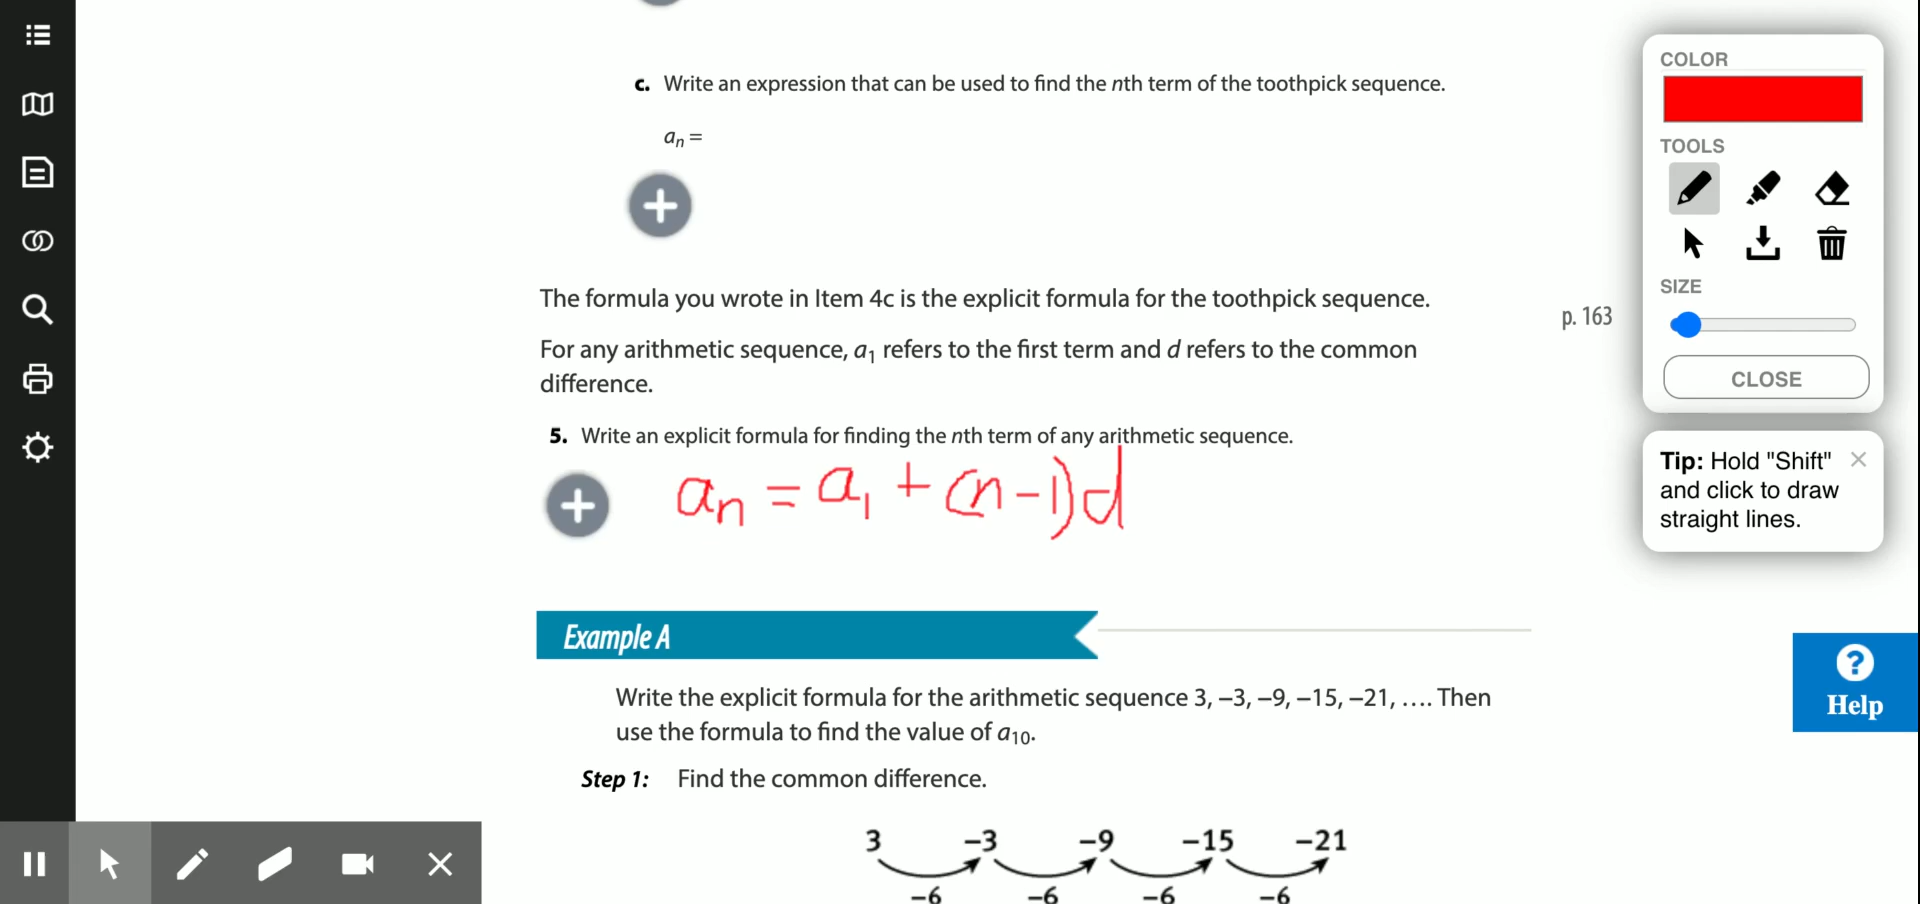 c. Write an expression that can be used to find the nth term of the toothpick sequence.
aₙ =
The formula you wrote in Item 4c is the explicit formula for the toothpick sequence.
p. 163
For any arithmetic sequence, a₁ refers to the first term and d refers to the common
difference.
5. Write an explicit formula for finding the nth term of any arithmetic sequence.
aₙ = a₁ + (n − 1)d
Example A
Write the explicit formula for the arithmetic sequence 3, −3, −9, −15, −21, .... Then
use the formula to find the value of a₁₀.
Step 1: Find the common difference.
3 −3 −9 −15 −21
−6 −6 −6 −6
COLOR
TOOLS
SIZE
CLOSE
Tip: Hold "Shift"
and click to draw
straight lines.
? Help